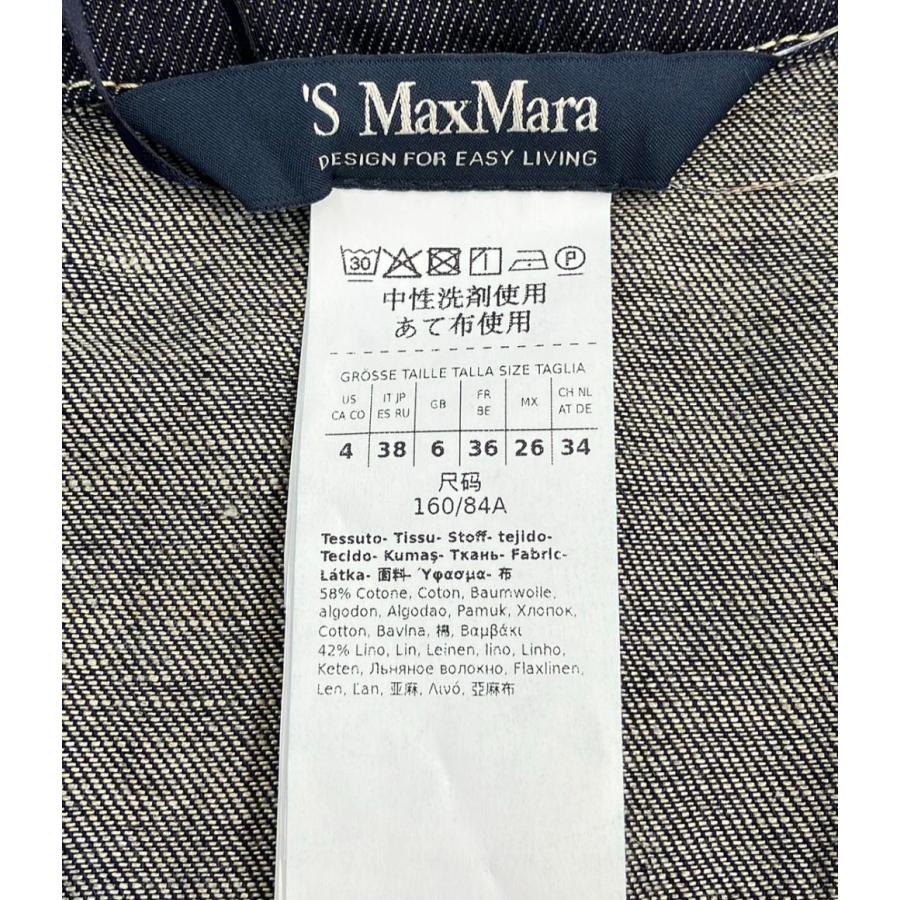 'S MaxMara
DESIGN FOR EASY LIVING
30 P
中性洗剤使用
あて布使用
GRÖSSE TAILLE TALLA SIZE TAGLIA
US IT JP GB FR MX CH NL
CA CO ES RU BE AT DE
4 38 6 36 26 34
尺码
160/84A
Tessuto- Tissu- Stoff- tejido-
Tecido- Kumaş- Ткань- Fabric-
Látka- 面料- Ύφασμα- 布
58% Cotone, Coton, Baumwolle,
algodon, Algodao, Pamuk, Хлопок,
Cotton, Bavlna, 棉, Βαμβάκι
42% Lino, Lin, Leinen, lino, Linho,
Keten, Льняное волокно, Flaxlinen,
Len, Ľan, 亚麻, Λινό, 亞麻布